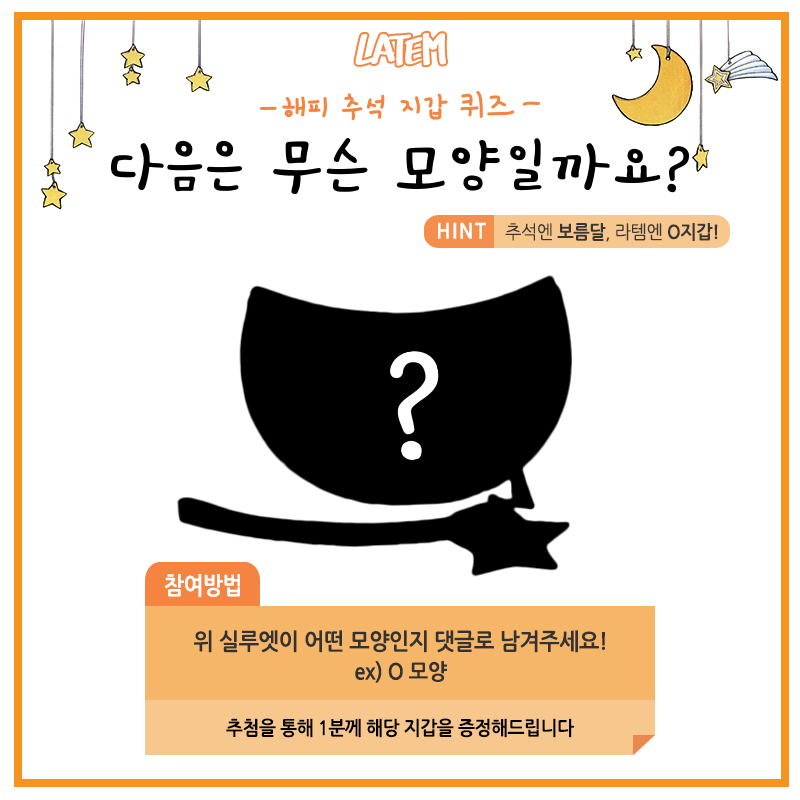 LATEM
- 해피 추석 지갑 퀴즈 -
다음은 무슨 모양일까요?
HINT 추석엔 보름달, 라템엔 O지갑!
?
참여방법
위 실루엣이 어떤 모양인지 댓글로 남겨주세요!
ex) O 모양
추첨을 통해 1분께 해당 지갑을 증정해드립니다